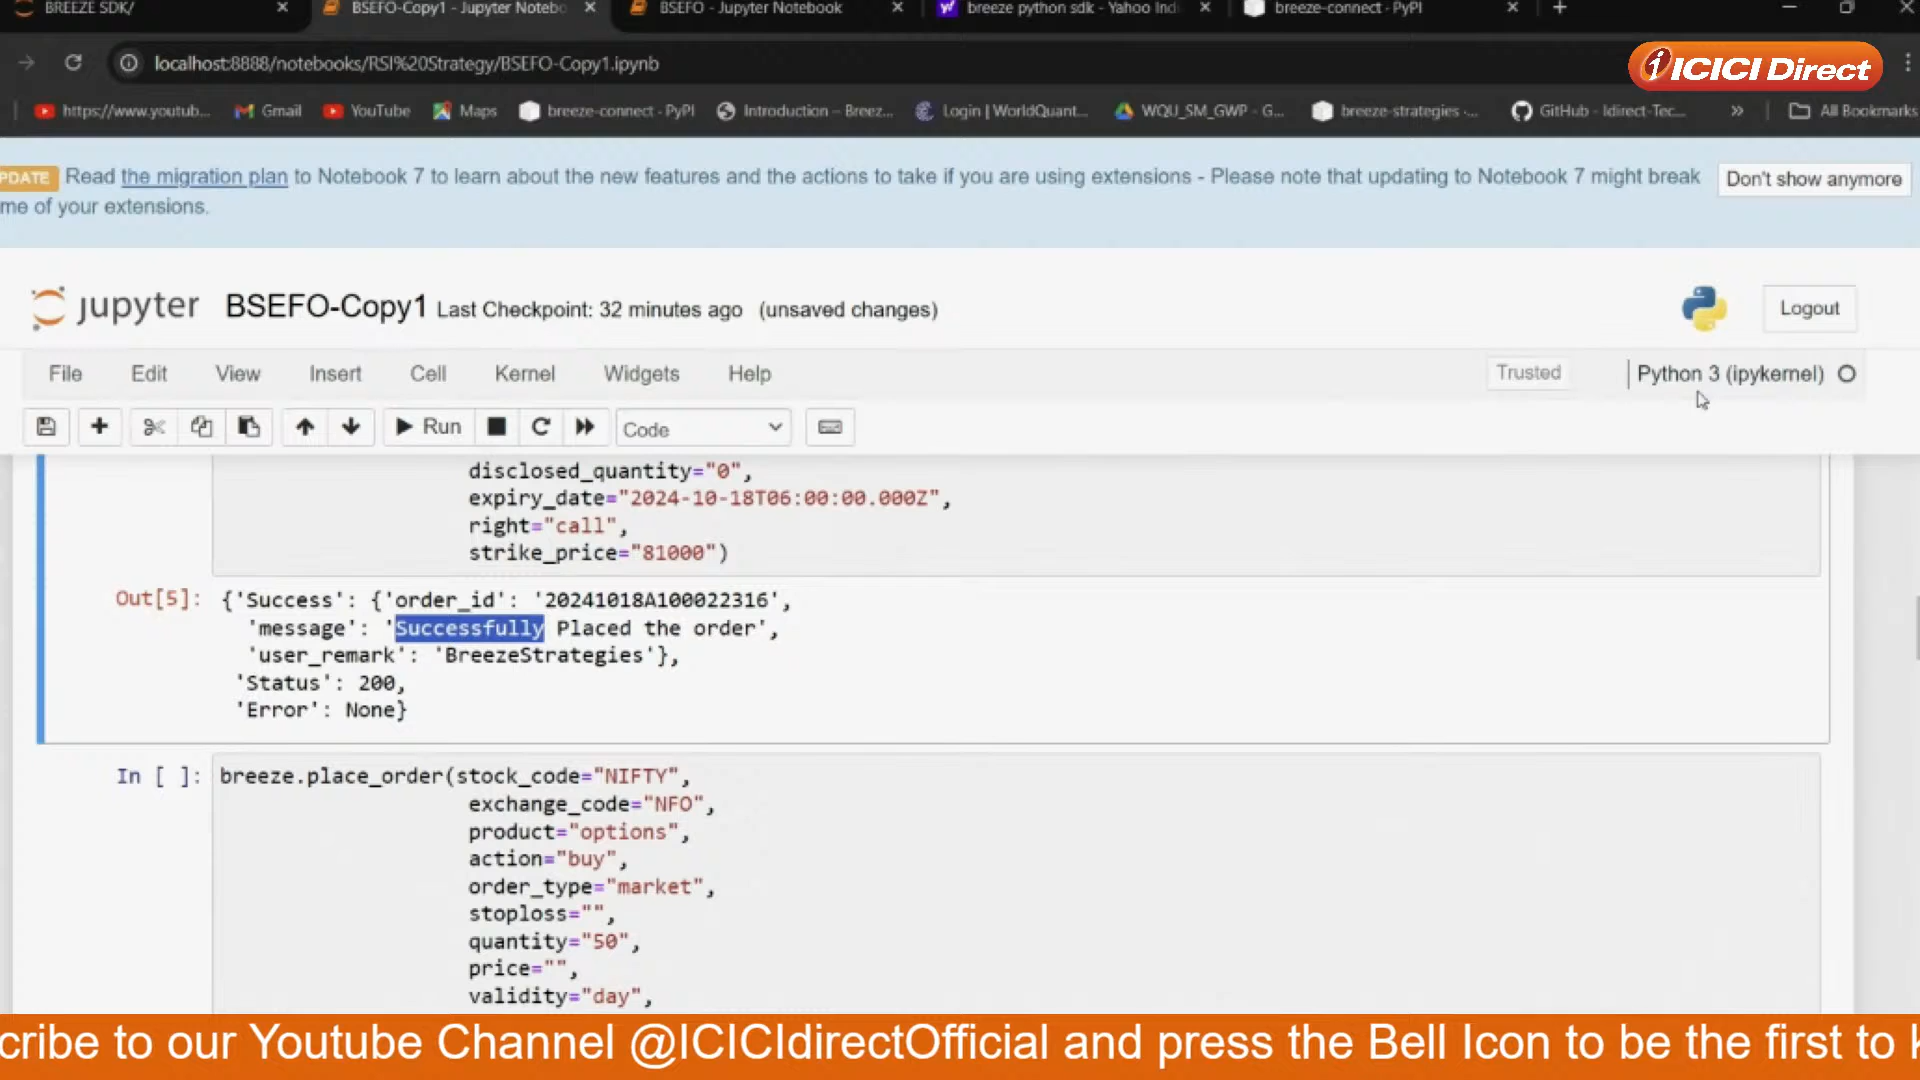 BREEZE SDK/
BSEFO-Copy1 - Jupyter Notebo
BSEFO - Jupyter Notebook
breeze python sdk - Yahoo Indi
breeze-connect · PyPI
localhost:8888/notebooks/RSI%20Strategy/BSEFO-Copy1.ipynb
ICICI Direct
https://www.youtub...
Gmail
YouTube
Maps
breeze-connect · PyPI
Introduction – Breez...
Login | WorldQuant...
WQU_SM_GWP - G...
breeze-strategies ·...
GitHub - Idirect-Tec...
»
All Bookmarks
PDATE Read the migration plan to Notebook 7 to learn about the new features and the actions to take if you are using extensions - Please note that updating to Notebook 7 might break
me of your extensions.
Don't show anymore
jupyter BSEFO-Copy1 Last Checkpoint: 32 minutes ago (unsaved changes)
Logout
File Edit View Insert Cell Kernel Widgets Help
Trusted
Python 3 (ipykernel)
Run
Code
disclosed_quantity="0",
expiry_date="2024-10-18T06:00:00.000Z",
right="call",
strike_price="81000")
Out[5]: {'Success': {'order_id': '20241018A100022316',
'message': 'Successfully Placed the order',
'user_remark': 'BreezeStrategies'},
'Status': 200,
'Error': None}
In [ ]: breeze.place_order(stock_code="NIFTY",
exchange_code="NFO",
product="options",
action="buy",
order_type="market",
stoploss="",
quantity="50",
price="",
validity="day",
cribe to our Youtube Channel @ICICIdirectOfficial and press the Bell Icon to be the first to k